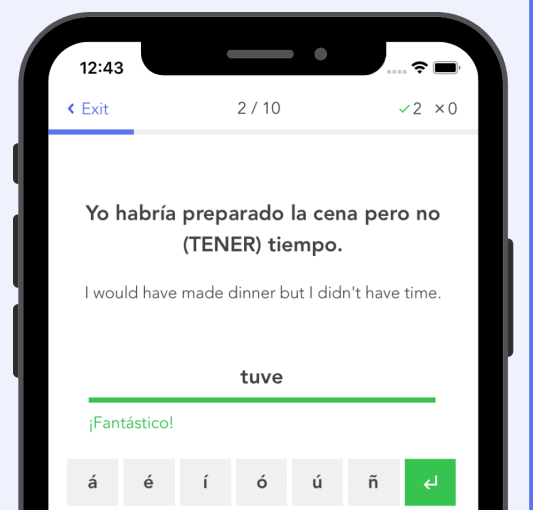 12:43
‹ Exit
2 / 10
✓2 ×0
Yo habría preparado la cena pero no
(TENER) tiempo.
I would have made dinner but I didn't have time.
tuve
¡Fantástico!
á é í ó ú ñ ↵